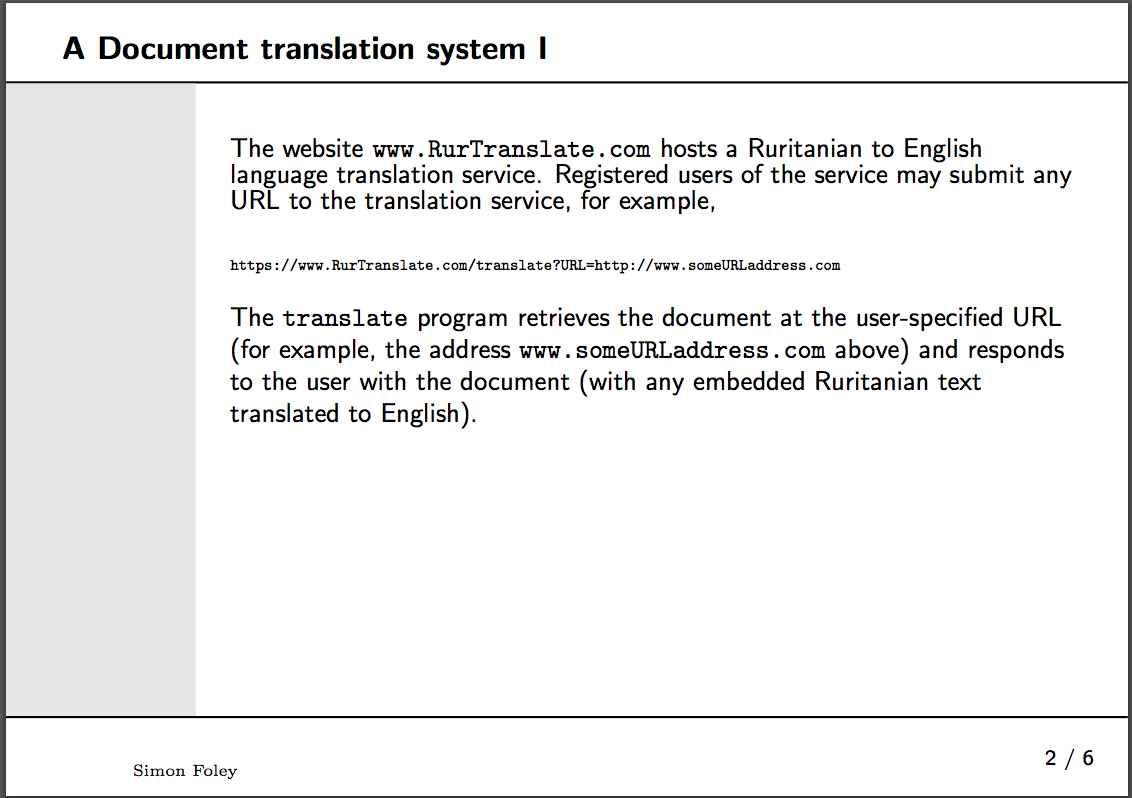 A Document translation system I
The website www.RurTranslate.com hosts a Ruritanian to English
language translation service. Registered users of the service may submit any
URL to the translation service, for example,
https://www.RurTranslate.com/translate?URL=http://www.someURLaddress.com
The translate program retrieves the document at the user-specified URL
(for example, the address www.someURLaddress.com above) and responds
to the user with the document (with any embedded Ruritanian text
translated to English).
Simon Foley
2 / 6